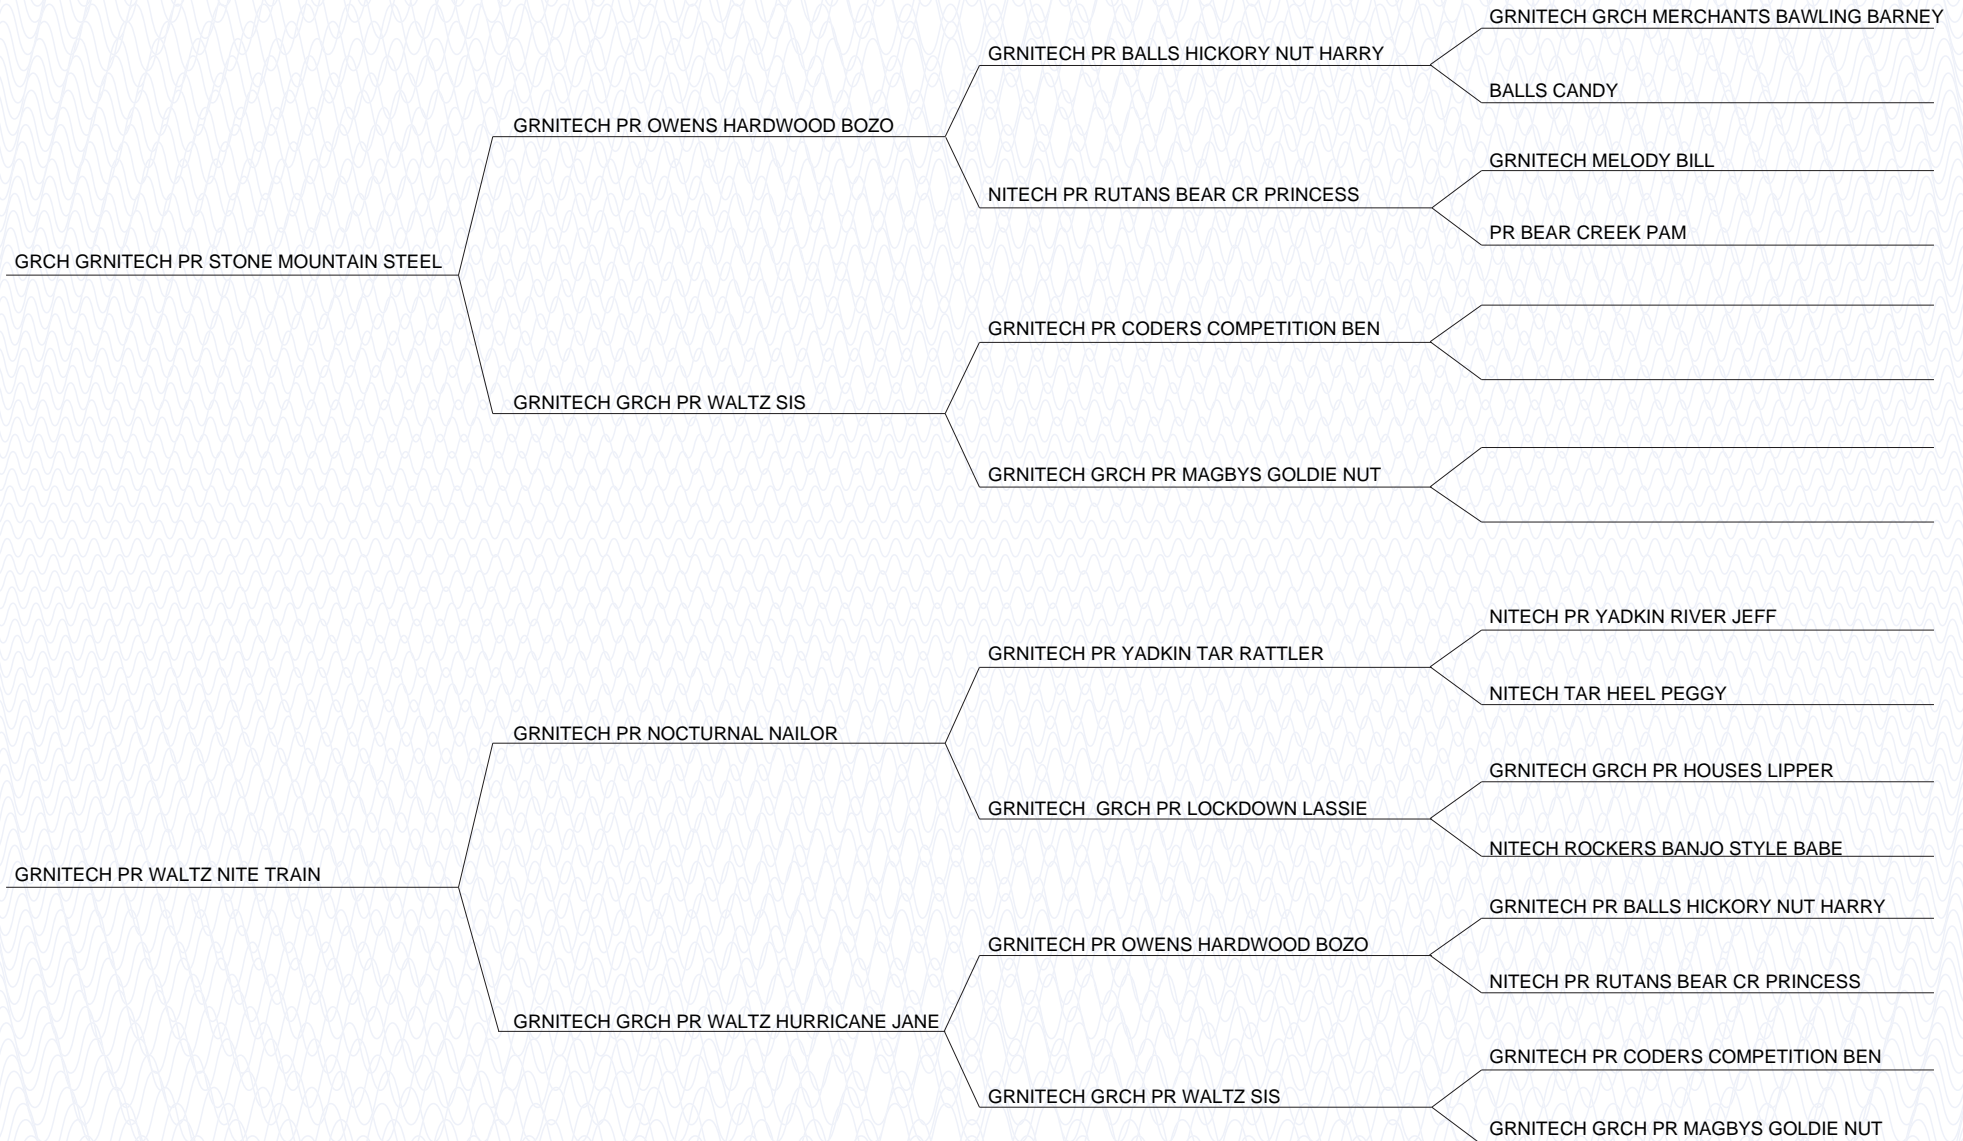 GRNITECH GRCH MERCHANTS BAWLING BARNEY
GRNITECH PR BALLS HICKORY NUT HARRY
BALLS CANDY
GRNITECH PR OWENS HARDWOOD BOZO
GRNITECH MELODY BILL
NITECH PR RUTANS BEAR CR PRINCESS
PR BEAR CREEK PAM
GRCH GRNITECH PR STONE MOUNTAIN STEEL
GRNITECH PR CODERS COMPETITION BEN
GRNITECH GRCH PR WALTZ SIS
GRNITECH GRCH PR MAGBYS GOLDIE NUT
NITECH PR YADKIN RIVER JEFF
GRNITECH PR YADKIN TAR RATTLER
NITECH TAR HEEL PEGGY
GRNITECH PR NOCTURNAL NAILOR
GRNITECH GRCH PR HOUSES LIPPER
GRNITECH  GRCH PR LOCKDOWN LASSIE
NITECH ROCKERS BANJO STYLE BABE
GRNITECH PR WALTZ NITE TRAIN
GRNITECH PR BALLS HICKORY NUT HARRY
GRNITECH PR OWENS HARDWOOD BOZO
NITECH PR RUTANS BEAR CR PRINCESS
GRNITECH GRCH PR WALTZ HURRICANE JANE
GRNITECH PR CODERS COMPETITION BEN
GRNITECH GRCH PR WALTZ SIS
GRNITECH GRCH PR MAGBYS GOLDIE NUT